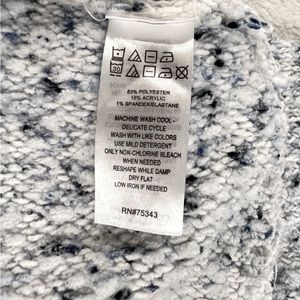 30
83% POLYESTER
16% ACRYLIC
1% SPANDEX/ELASTANE
MACHINE WASH COOL-
DELICATE CYCLE
WASH WITH LIKE COLORS
USE MILD DETERGENT
ONLY NON-CHLORINE BLEACH
WHEN NEEDED
RESHAPE WHILE DAMP
DRY FLAT
LOW IRON IF NEEDED
RN#75343